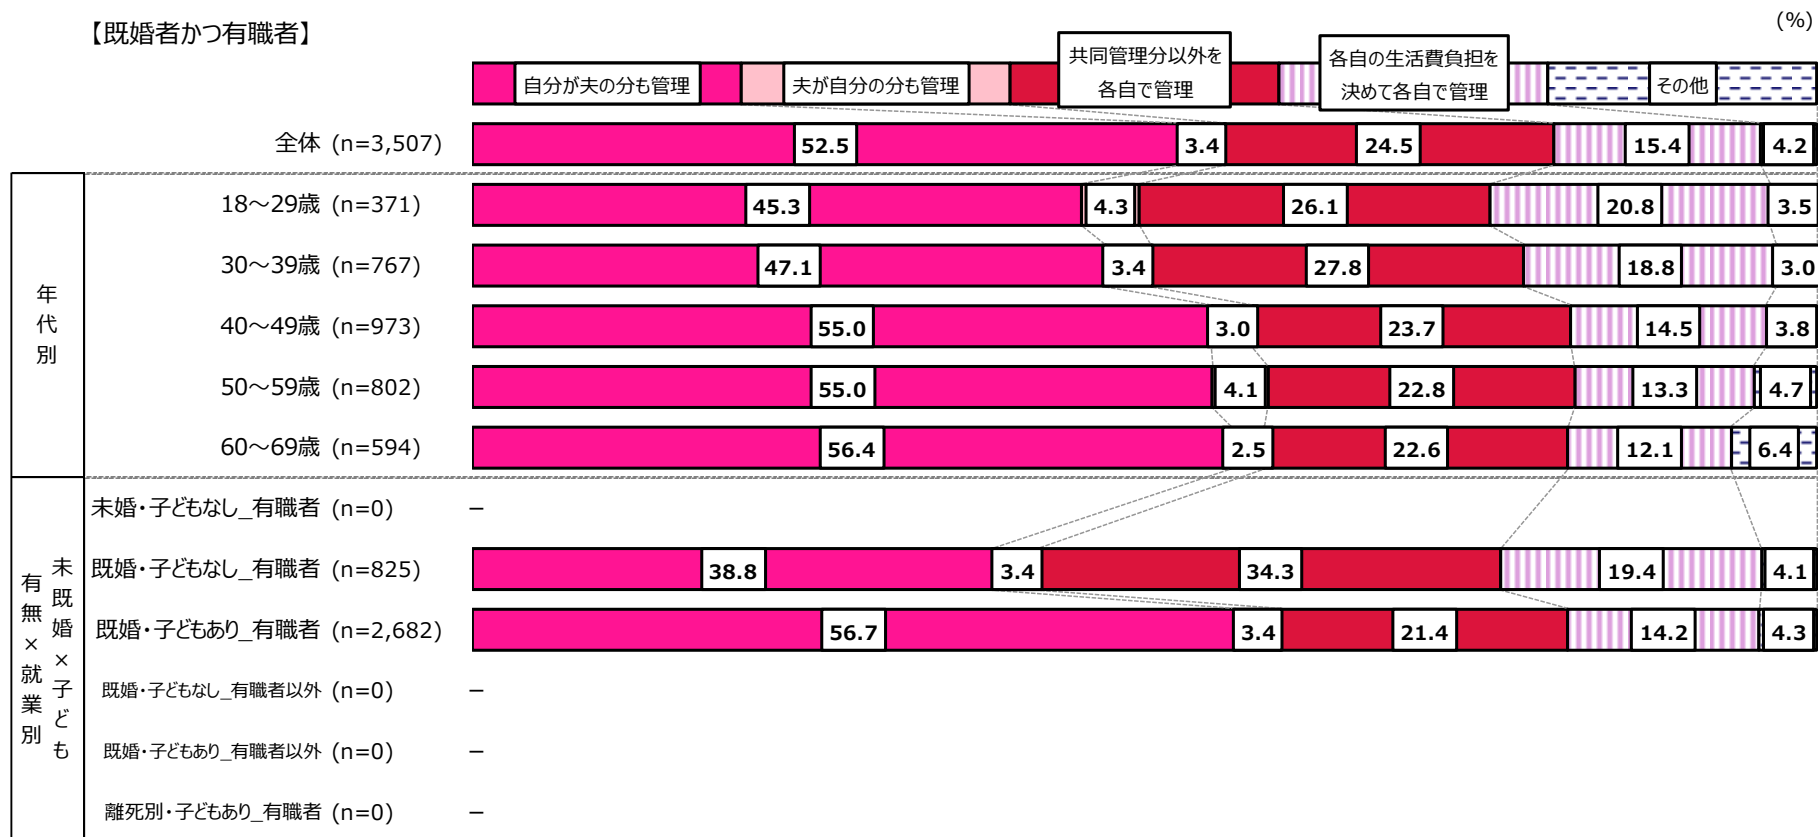 (%)
【既婚者かつ有職者】
自分が夫の分も管理
夫が自分の分も管理
共同管理分以外を
各自で管理
各自の生活費負担を
決めて各自で管理
その他
全体 (n=3,507) 52.5 3.4 24.5 15.4 4.2
年代別
18～29歳 (n=371) 45.3 4.3 26.1 20.8 3.5
30～39歳 (n=767) 47.1 3.4 27.8 18.8 3.0
40～49歳 (n=973) 55.0 3.0 23.7 14.5 3.8
50～59歳 (n=802) 55.0 4.1 22.8 13.3 4.7
60～69歳 (n=594) 56.4 2.5 22.6 12.1 6.4
未既婚×子ども
有無×就業別
未婚・子どもなし_有職者 (n=0) –
既婚・子どもなし_有職者 (n=825) 38.8 3.4 34.3 19.4 4.1
既婚・子どもあり_有職者 (n=2,682) 56.7 3.4 21.4 14.2 4.3
既婚・子どもなし_有職者以外 (n=0) –
既婚・子どもあり_有職者以外 (n=0) –
離死別・子どもあり_有職者 (n=0) –